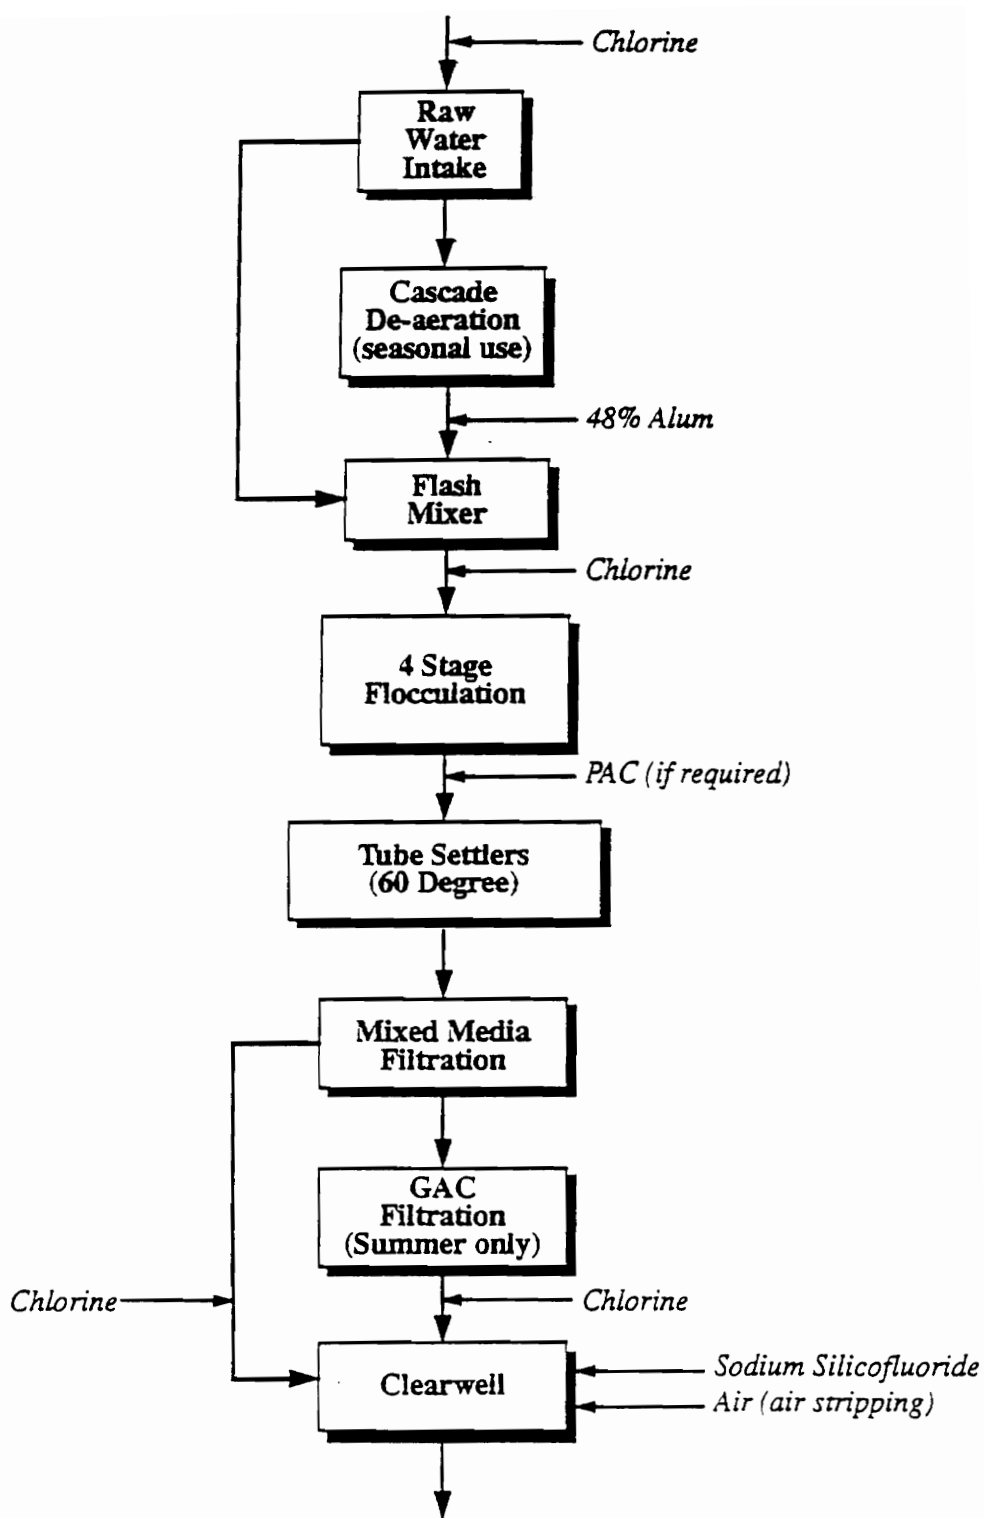 Chlorine
Raw
Water
Intake
Cascade
De-aeration
(seasonal use)
48% Alum
Flash
Mixer
Chlorine
4 Stage
Flocculation
PAC (if required)
Tube Settlers
(60 Degree)
Mixed Media
Filtration
GAC
Filtration
(Summer only)
Chlorine
Chlorine
Clearwell
Sodium Silicofluoride
Air (air stripping)